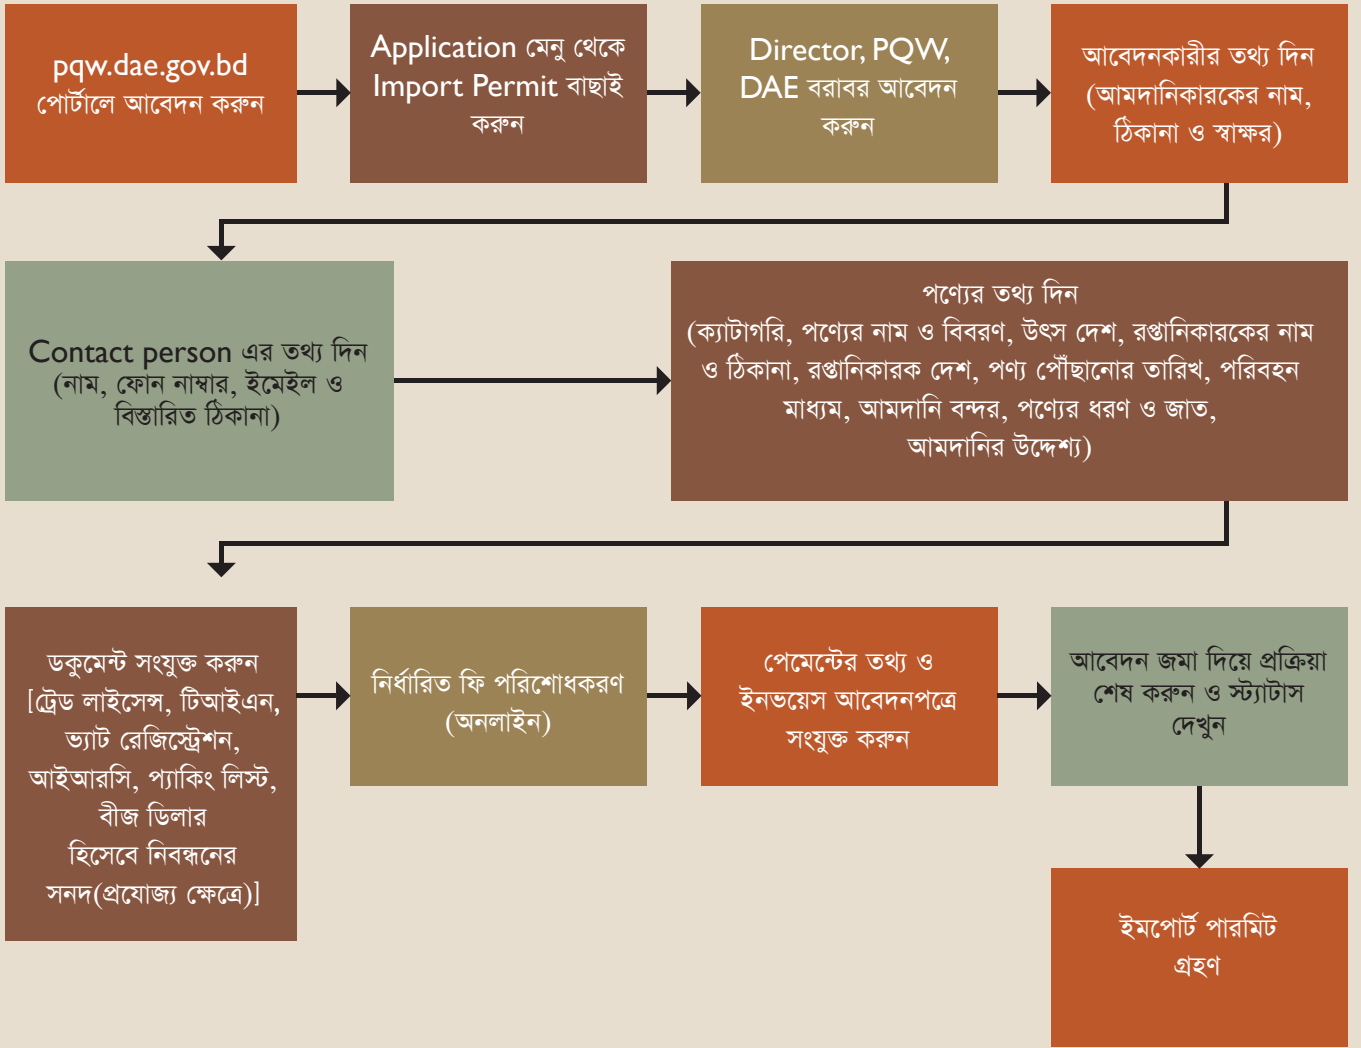 pqw.dae.gov.bd
পোর্টালে আবেদন করুন
Application মেনু থেকে
Import Permit বাছাই
করুন
Director, PQW,
DAE বরাবর আবেদন
করুন
আবেদনকারীর তথ্য দিন
(আমদানিকারকের নাম,
ঠিকানা ও স্বাক্ষর)
Contact person এর তথ্য দিন
(নাম, ফোন নাম্বার, ইমেইল ও
বিস্তারিত ঠিকানা)
পণ্যের তথ্য দিন
(ক্যাটাগরি, পণ্যের নাম ও বিবরণ, উৎস দেশ, রপ্তানিকারকের নাম
ও ঠিকানা, রপ্তানিকারক দেশ, পণ্য পৌঁছানোর তারিখ, পরিবহন
মাধ্যম, আমদানি বন্দর, পণ্যের ধরণ ও জাত,
আমদানির উদ্দেশ্য)
ডকুমেন্ট সংযুক্ত করুন
[ট্রেড লাইসেন্স, টিআইএন,
ভ্যাট রেজিস্ট্রেশন,
আইআরসি, প্যাকিং লিস্ট,
বীজ ডিলার
হিসেবে নিবন্ধনের
সনদ(প্রযোজ্য ক্ষেত্রে)]
নির্ধারিত ফি পরিশোধকরণ
(অনলাইন)
পেমেন্টের তথ্য ও
ইনভয়েস আবেদনপত্রে
সংযুক্ত করুন
আবেদন জমা দিয়ে প্রক্রিয়া
শেষ করুন ও স্ট্যাটাস
দেখুন
ইমপোর্ট পারমিট
গ্রহণ